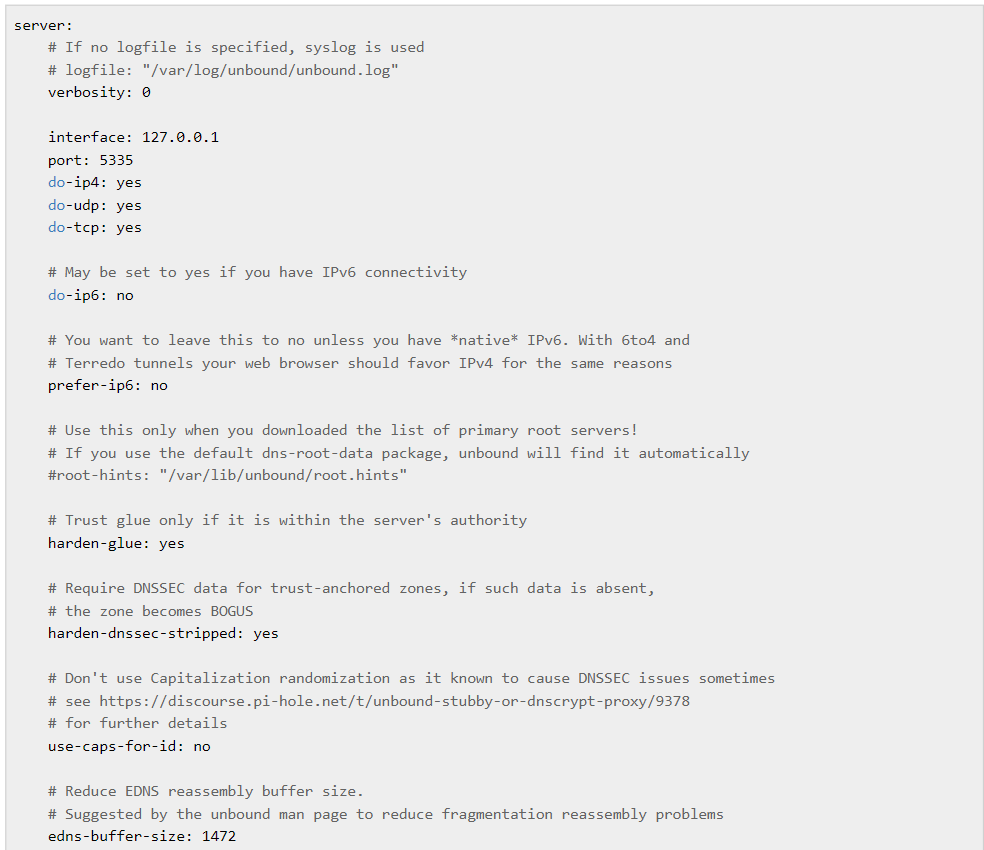 server:
# If no logfile is specified, syslog is used
# logfile: "/var/log/unbound/unbound.log"
verbosity: 0
interface: 127.0.0.1
port: 5335
do-ip4: yes
do-udp: yes
do-tcp: yes
# May be set to yes if you have IPv6 connectivity
do-ip6: no
# You want to leave this to no unless you have *native* IPv6. With 6to4 and
# Terredo tunnels your web browser should favor IPv4 for the same reasons
prefer-ip6: no
# Use this only when you downloaded the list of primary root servers!
# If you use the default dns-root-data package, unbound will find it automatically
#root-hints: "/var/lib/unbound/root.hints"
# Trust glue only if it is within the server's authority
harden-glue: yes
# Require DNSSEC data for trust-anchored zones, if such data is absent,
# the zone becomes BOGUS
harden-dnssec-stripped: yes
# Don't use Capitalization randomization as it known to cause DNSSEC issues sometimes
# see https://discourse.pi-hole.net/t/unbound-stubby-or-dnscrypt-proxy/9378
# for further details
use-caps-for-id: no
# Reduce EDNS reassembly buffer size.
# Suggested by the unbound man page to reduce fragmentation reassembly problems
edns-buffer-size: 1472